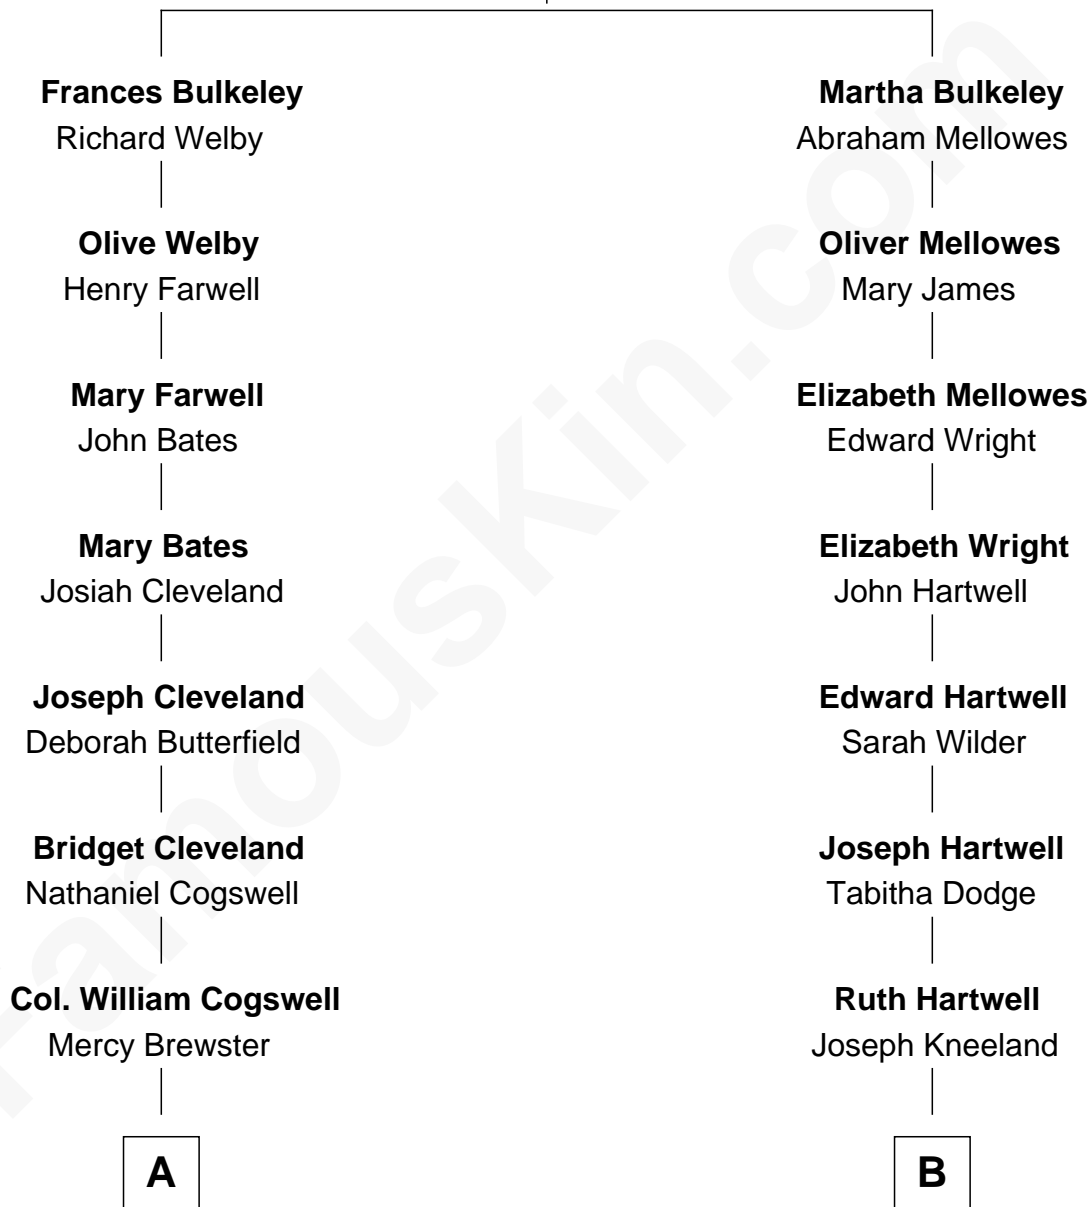 Frances Bulkeley
Richard Welby
Olive Welby
Henry Farwell
Mary Farwell
John Bates
Mary Bates
Josiah Cleveland
Joseph Cleveland
Deborah Butterfield
Bridget Cleveland
Nathaniel Cogswell
Col. William Cogswell
Mercy Brewster
A
Martha Bulkeley
Abraham Mellowes
Oliver Mellowes
Mary James
Elizabeth Mellowes
Edward Wright
Elizabeth Wright
John Hartwell
Edward Hartwell
Sarah Wilder
Joseph Hartwell
Tabitha Dodge
Ruth Hartwell
Joseph Kneeland
B
FamousKin.com